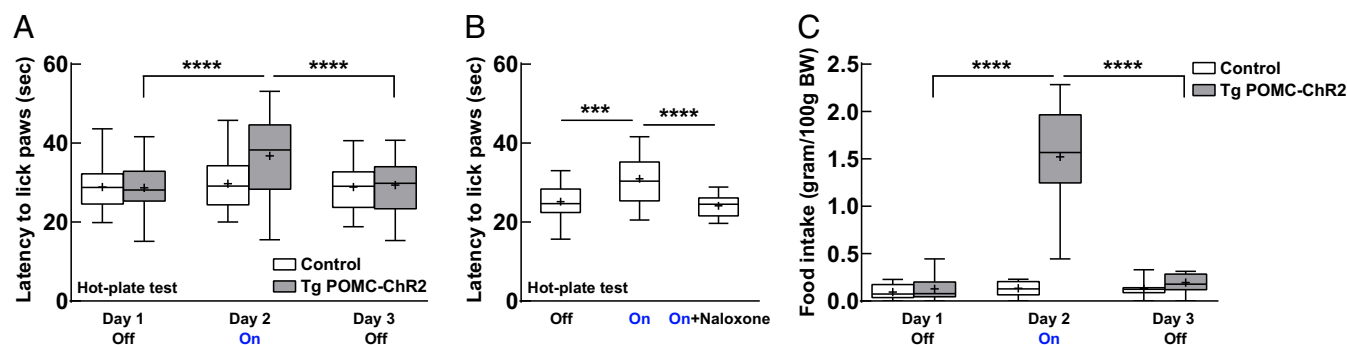 A
Latency to lick paws (sec)
60
40
20
0
****
****
Control
Tg POMC-ChR2
Hot-plate test
Day 1
Day 2
Day 3
Off
On
Off
B
Latency to lick paws (sec)
60
40
20
0
***
****
Hot-plate test
Off
On
On+Naloxone
C
Food intake (gram/100g BW)
2.5
2.0
1.5
1.0
0.5
0.0
****
****
Control
Tg POMC-ChR2
Day 1
Day 2
Day 3
Off
On
Off